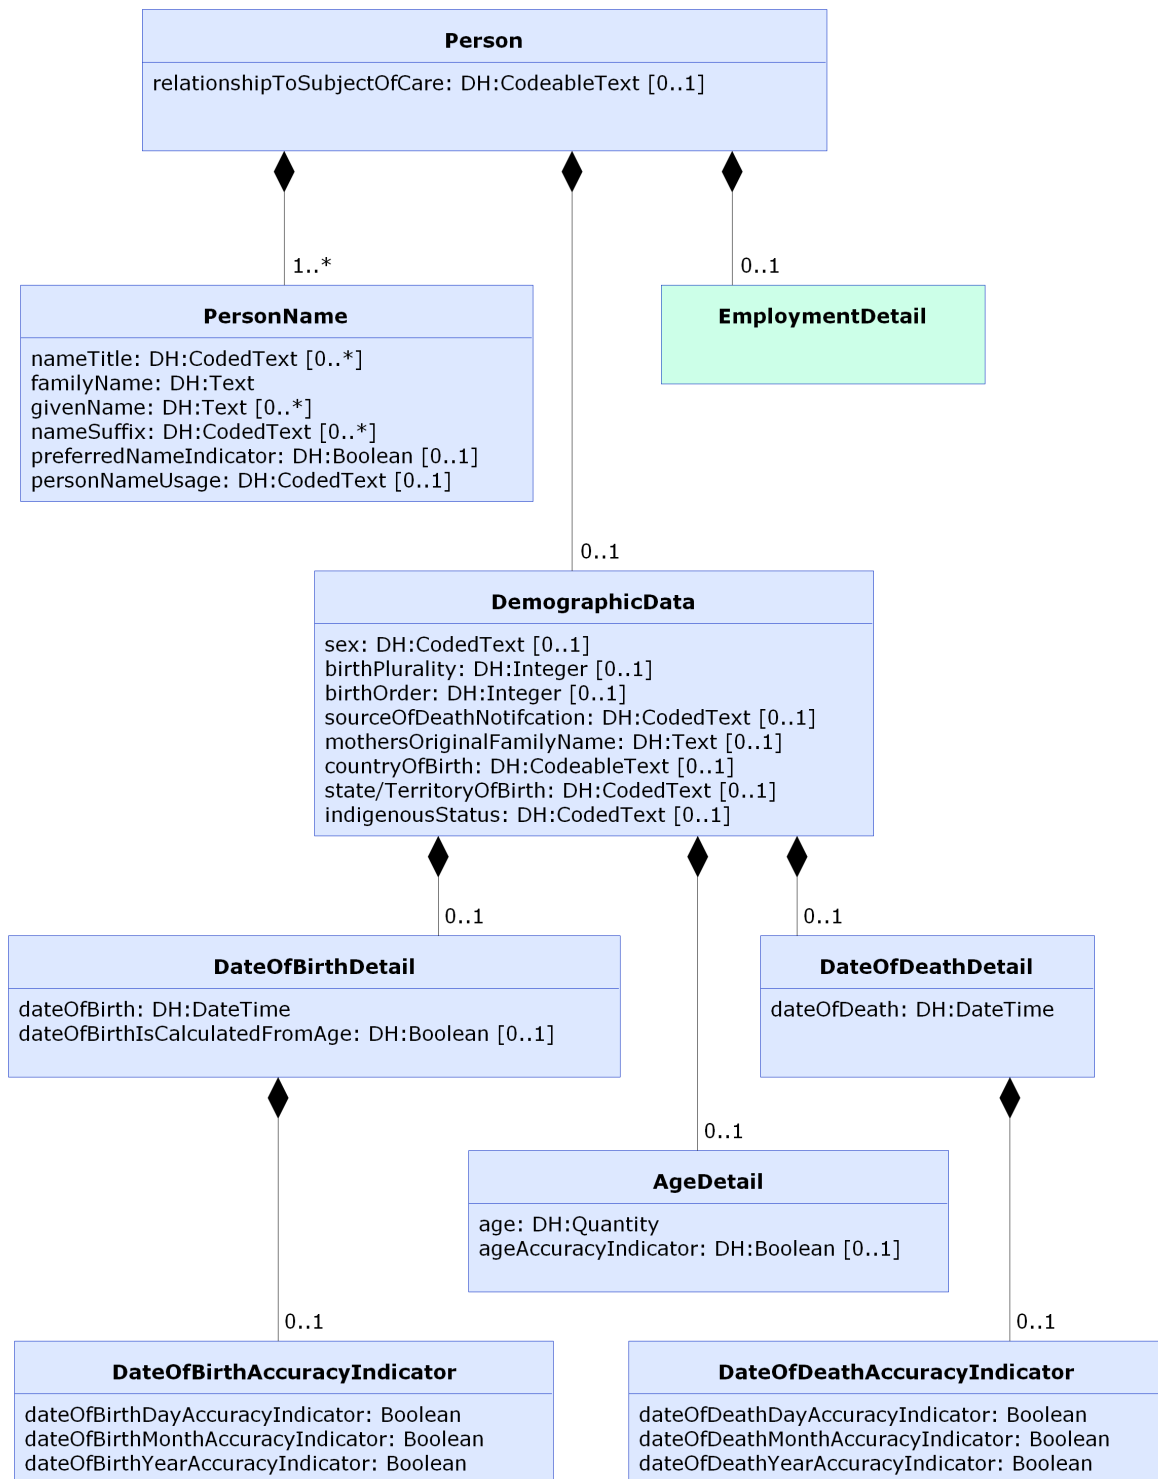 Person
relationshipToSubjectOfCare: DH:CodeableText [0..1]
1..*
0..1
PersonName
nameTitle: DH:CodedText [0..*]
familyName: DH:Text
givenName: DH:Text [0..*]
nameSuffix: DH:CodedText [0..*]
preferredNameIndicator: DH:Boolean [0..1]
personNameUsage: DH:CodedText [0..1]
EmploymentDetail
0..1
DemographicData
sex: DH:CodedText [0..1]
birthPlurality: DH:Integer [0..1]
birthOrder: DH:Integer [0..1]
sourceOfDeathNotifcation: DH:CodedText [0..1]
mothersOriginalFamilyName: DH:Text [0..1]
countryOfBirth: DH:CodeableText [0..1]
state/TerritoryOfBirth: DH:CodedText [0..1]
indigenousStatus: DH:CodedText [0..1]
0..1
0..1
DateOfBirthDetail
dateOfBirth: DH:DateTime
dateOfBirthIsCalculatedFromAge: DH:Boolean [0..1]
DateOfDeathDetail
dateOfDeath: DH:DateTime
0..1
AgeDetail
age: DH:Quantity
ageAccuracyIndicator: DH:Boolean [0..1]
0..1
0..1
DateOfBirthAccuracyIndicator
dateOfBirthDayAccuracyIndicator: Boolean
dateOfBirthMonthAccuracyIndicator: Boolean
dateOfBirthYearAccuracyIndicator: Boolean
DateOfDeathAccuracyIndicator
dateOfDeathDayAccuracyIndicator: Boolean
dateOfDeathMonthAccuracyIndicator: Boolean
dateOfDeathYearAccuracyIndicator: Boolean